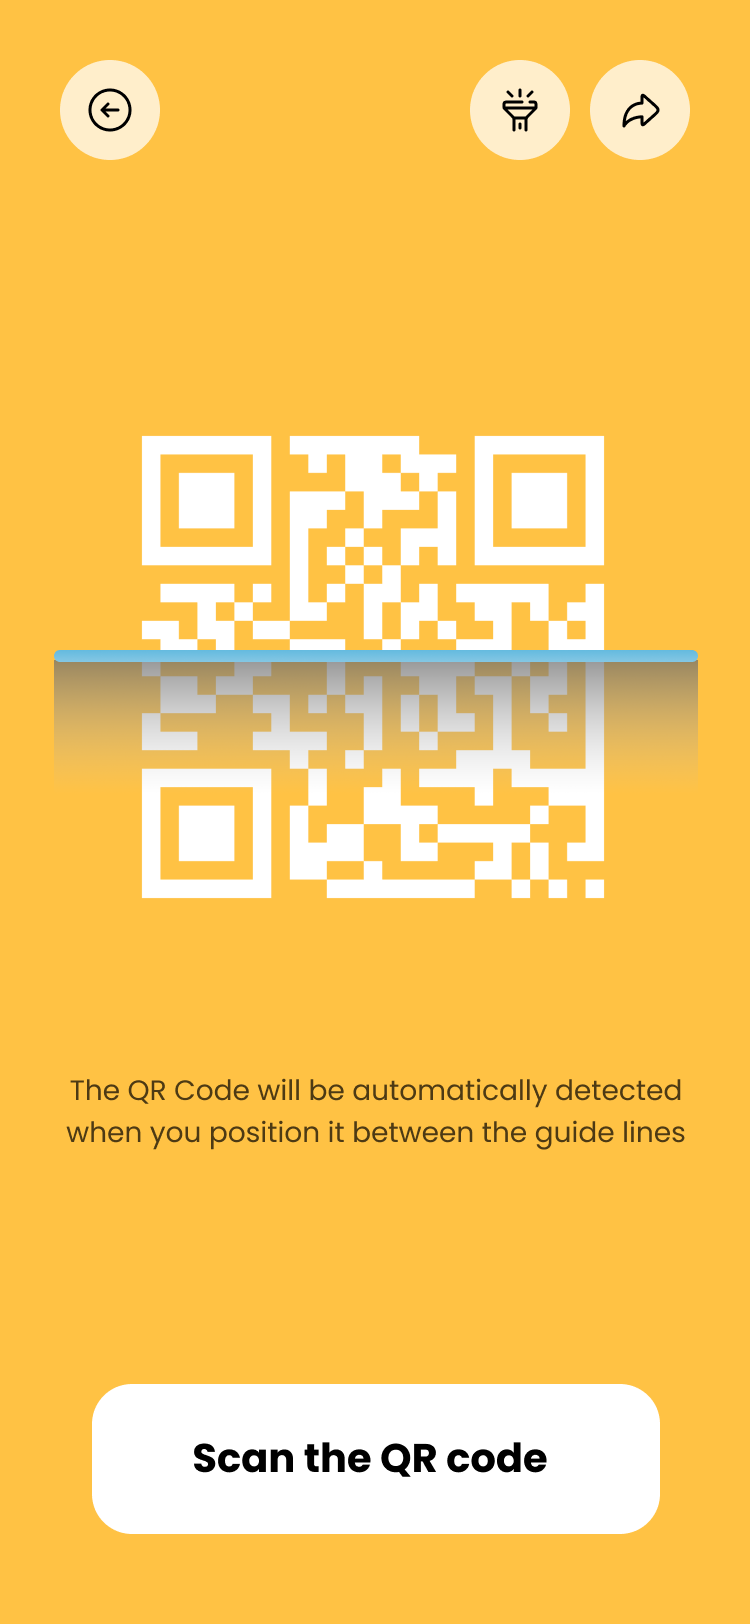 The QR Code will be automatically detected
when you position it between the guide lines
Scan the QR code